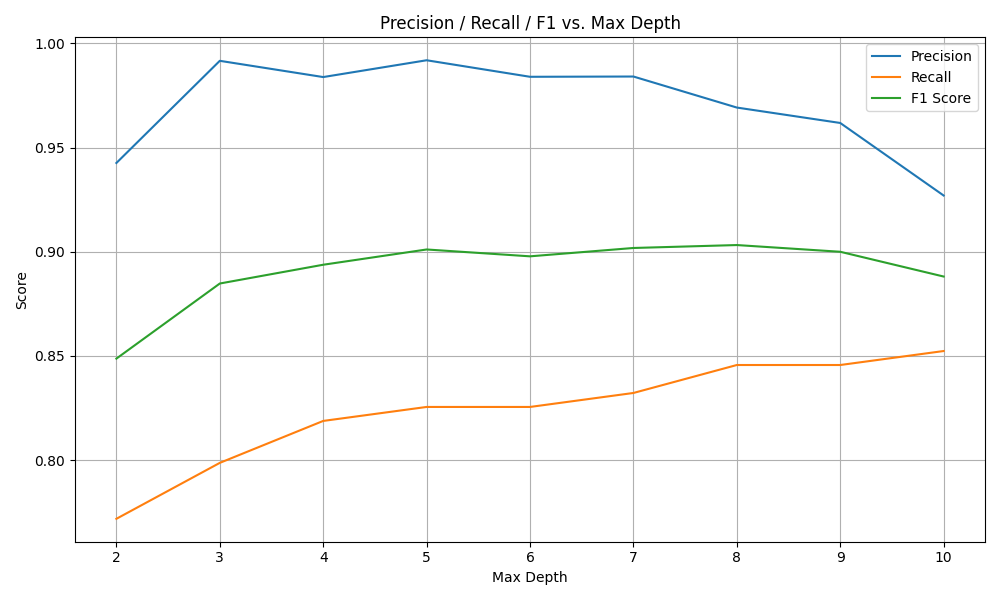 Precision / Recall / F1 vs. Max Depth
Precision
Recall
F1 Score
Score
1.00
0.95
0.90
0.85
0.80
2 3 4 5 6 7 8 9 10
Max Depth